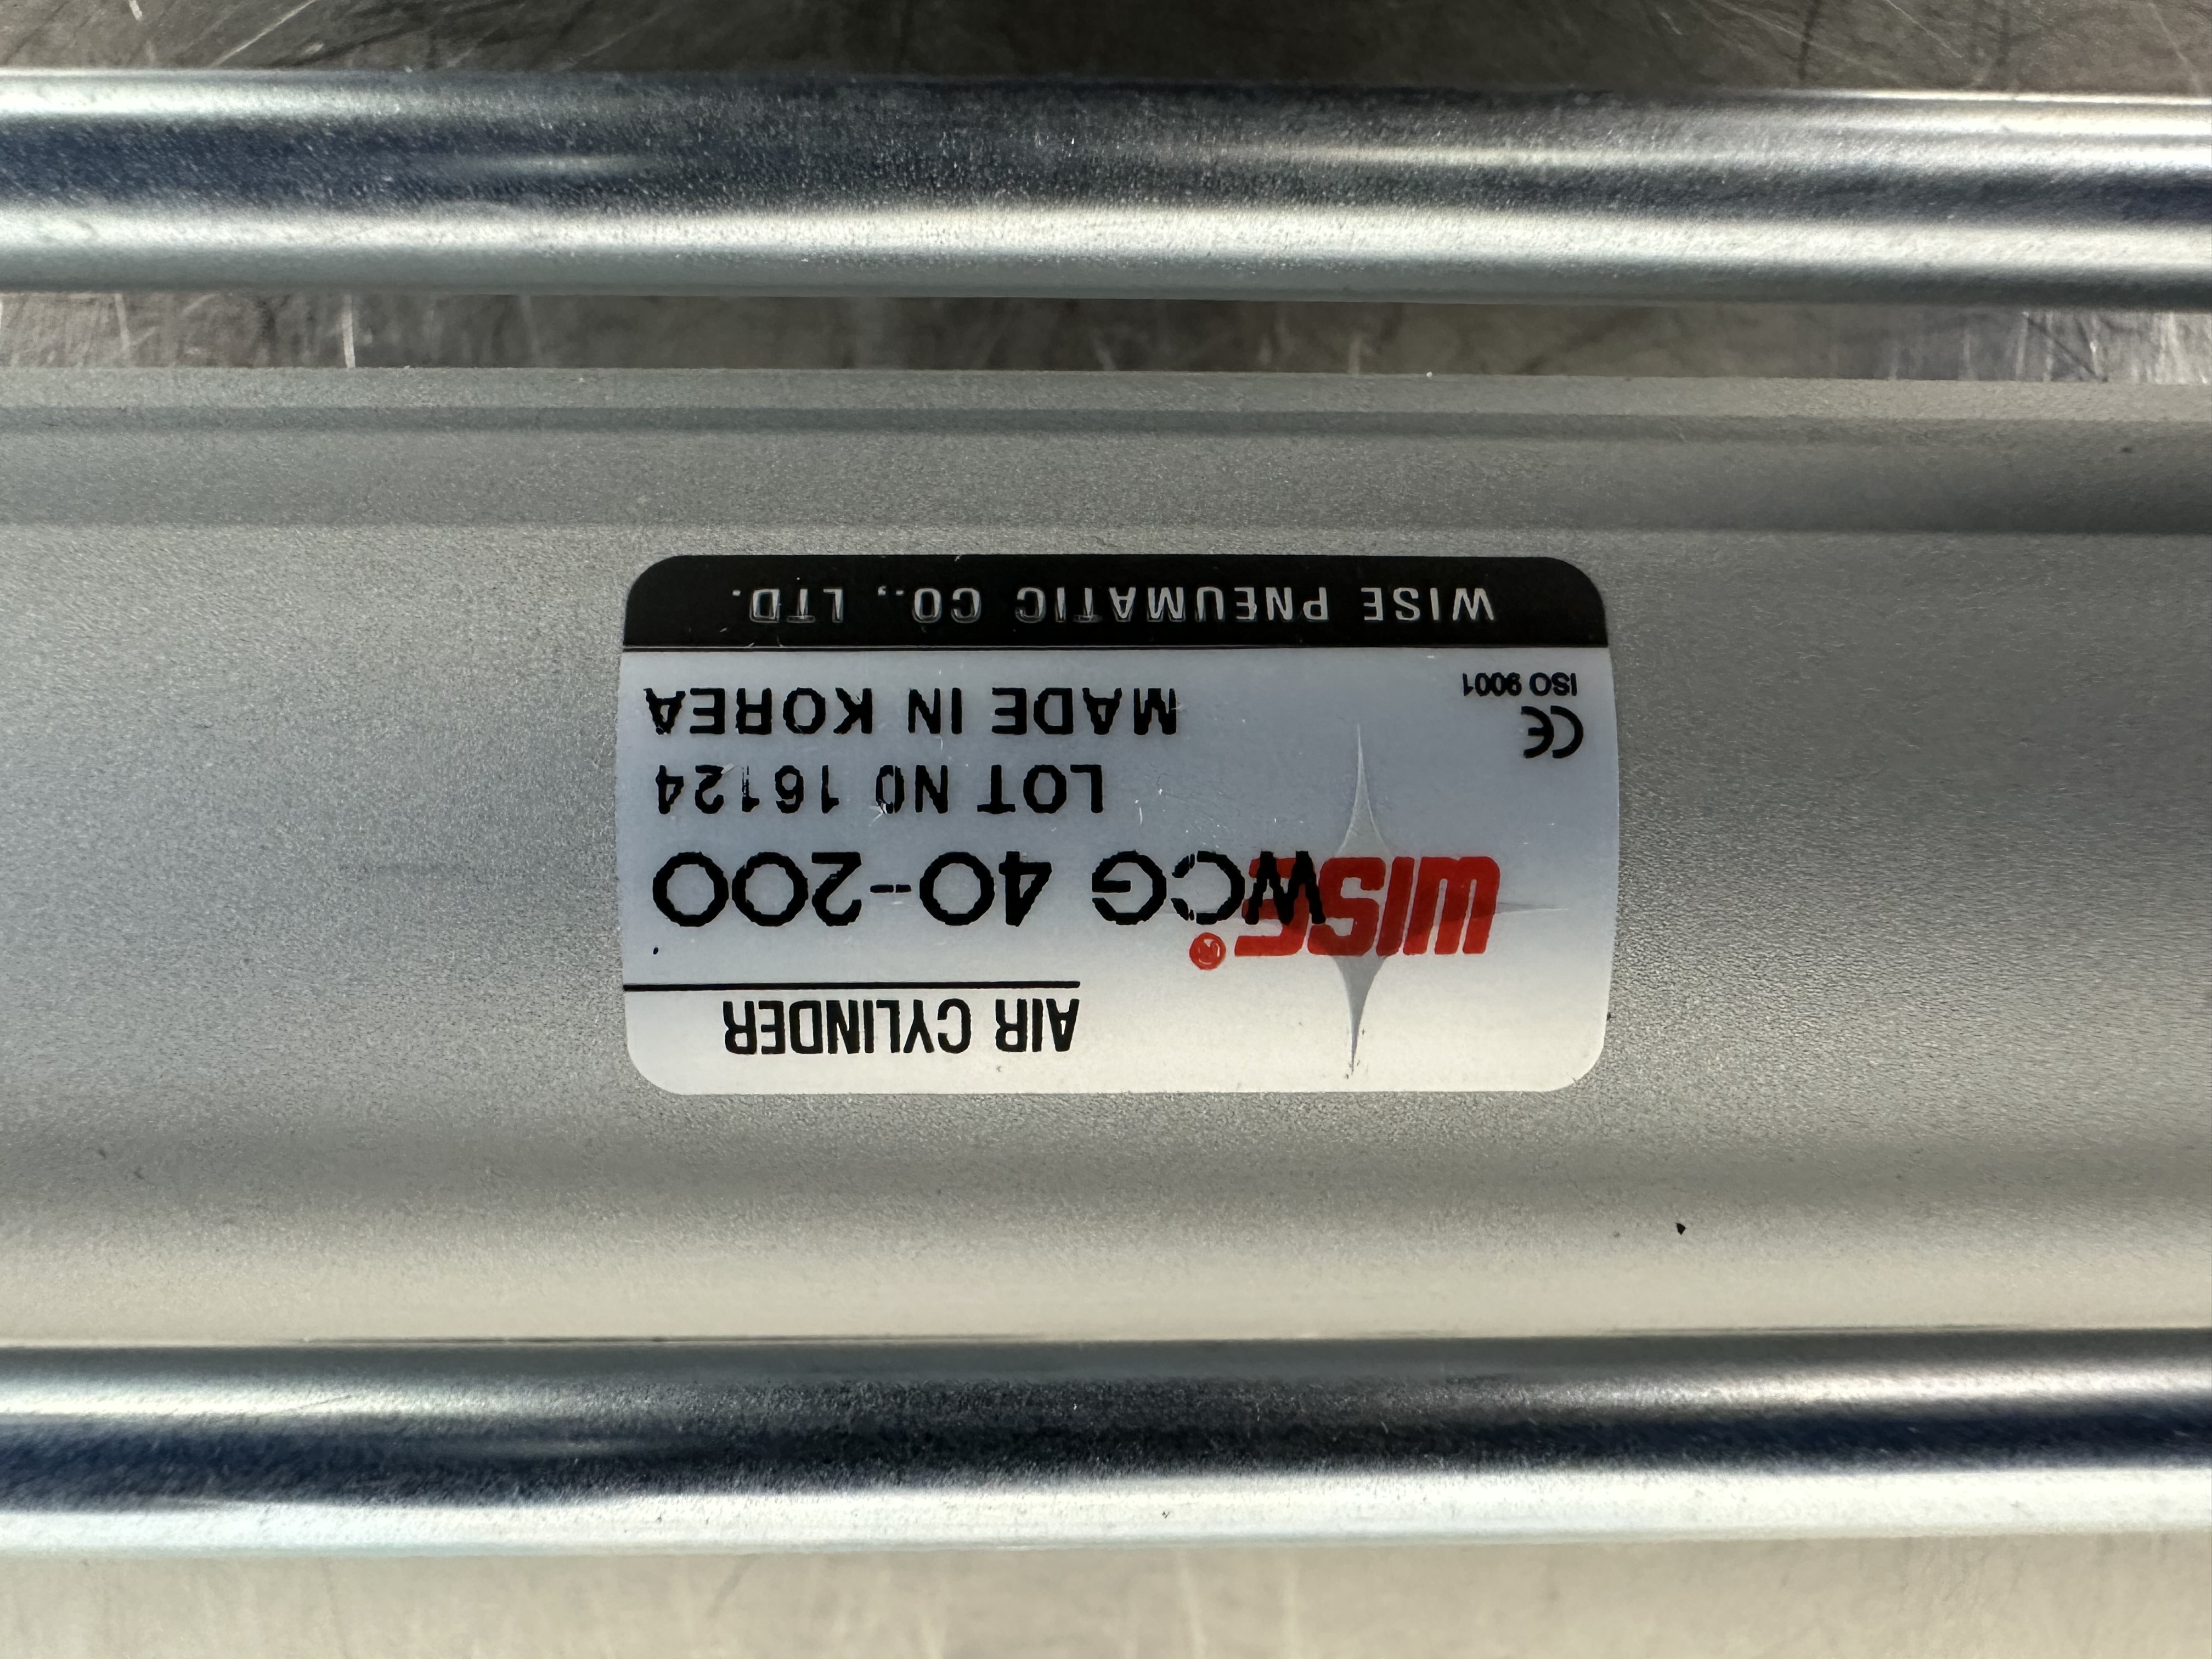 AIR CYLINDER
WISE
WCG 40-200
LOT NO 16124
MADE IN KOREA
CE
ISO 9001
WISE PNEUMATIC CO., LTD.